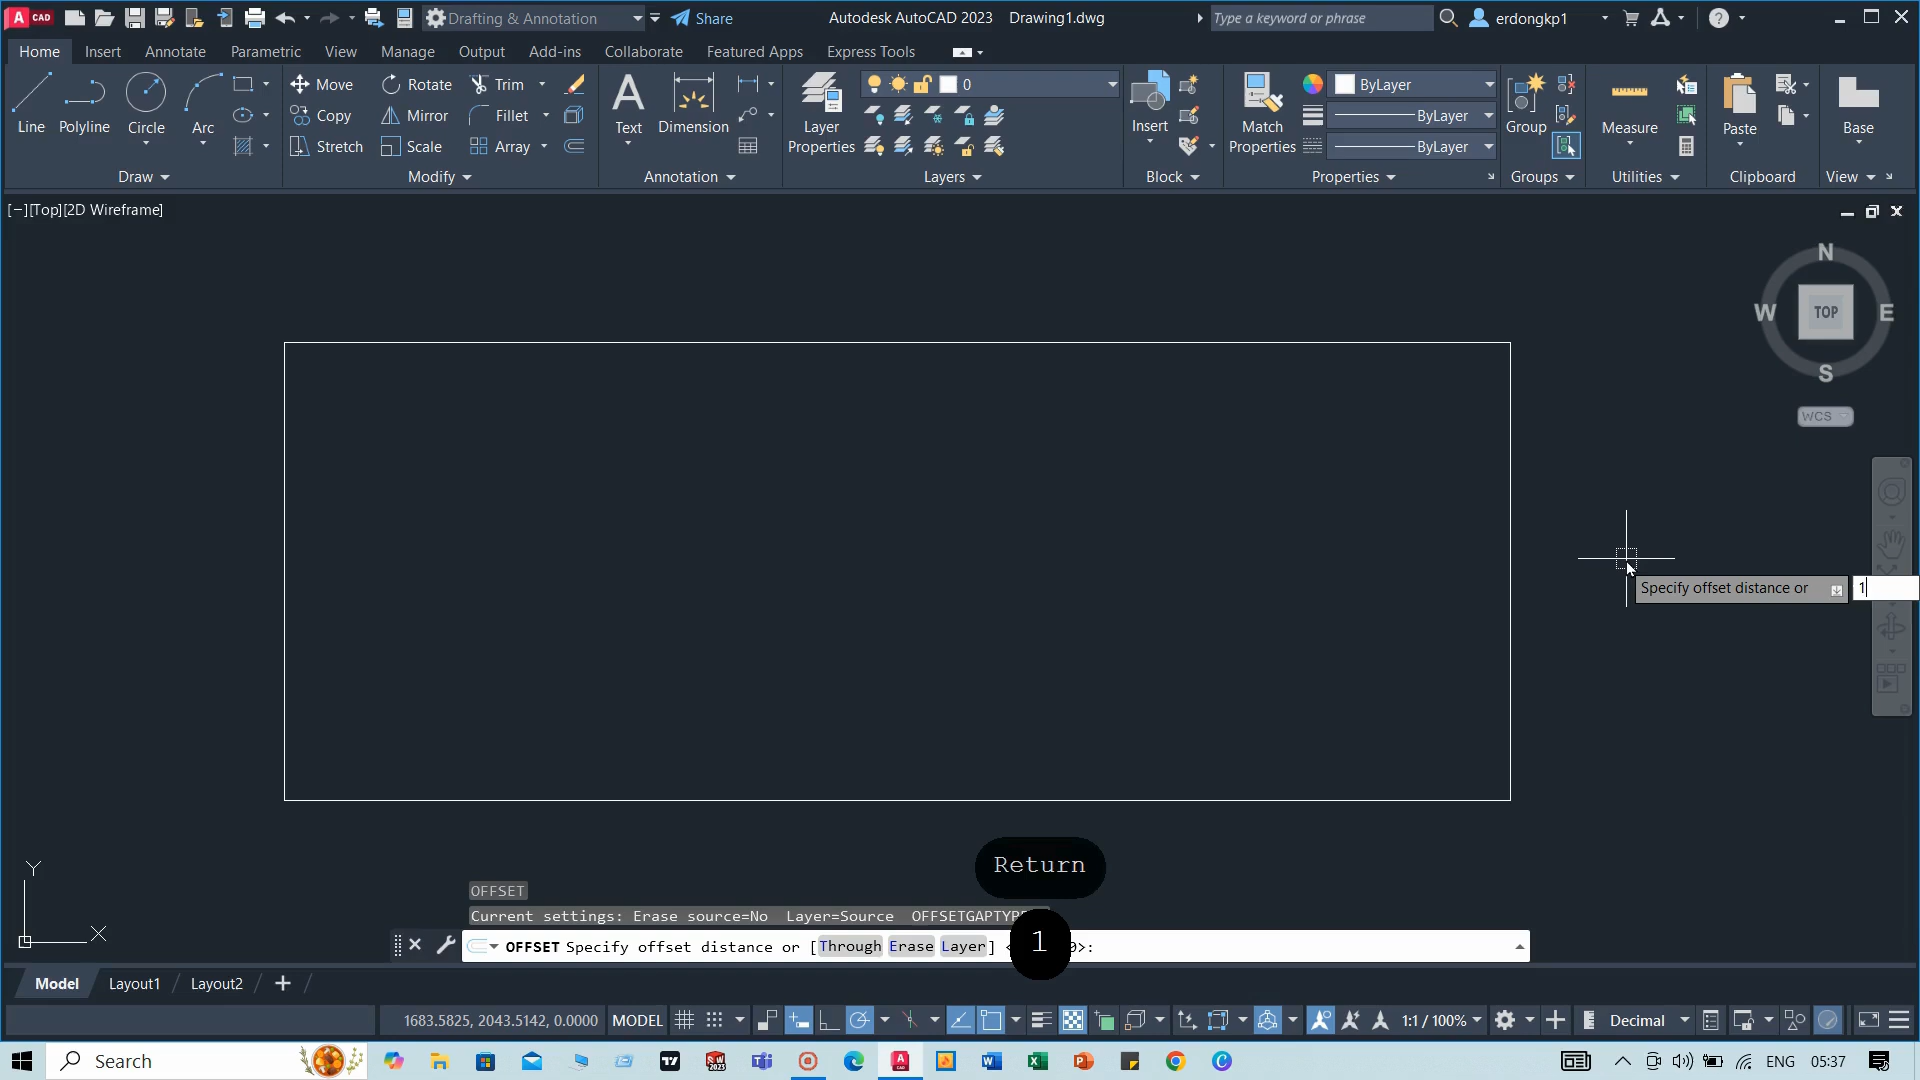 A CAD Drafting & Annotation Share Autodesk AutoCAD 2023 Drawing1.dwg Type a keyword or phrase erdongkp1
Home Insert Annotate Parametric View Manage Output Add-ins Collaborate Featured Apps Express Tools
Line Polyline Circle Arc
Move Rotate Trim
Copy Mirror Fillet
Stretch Scale Array
Text Dimension
Layer Properties
0
Insert
Match Properties
ByLayer
ByLayer
ByLayer
Group
Measure
Paste
Base
Draw Modify Annotation Layers Block Properties Groups Utilities Clipboard View
[−][Top][2D Wireframe]
N
W TOP E
S
WCS
Specify offset distance or 1
Return
Y
X
OFFSET
Current settings: Erase source=No Layer=Source OFFSETGAPTYPE
OFFSET Specify offset distance or [Through Erase Layer] < 0>:
1
Model Layout1 Layout2 +
1683.5825, 2043.5142, 0.0000 MODEL 1:1 / 100% Decimal
Search ENG 05:37